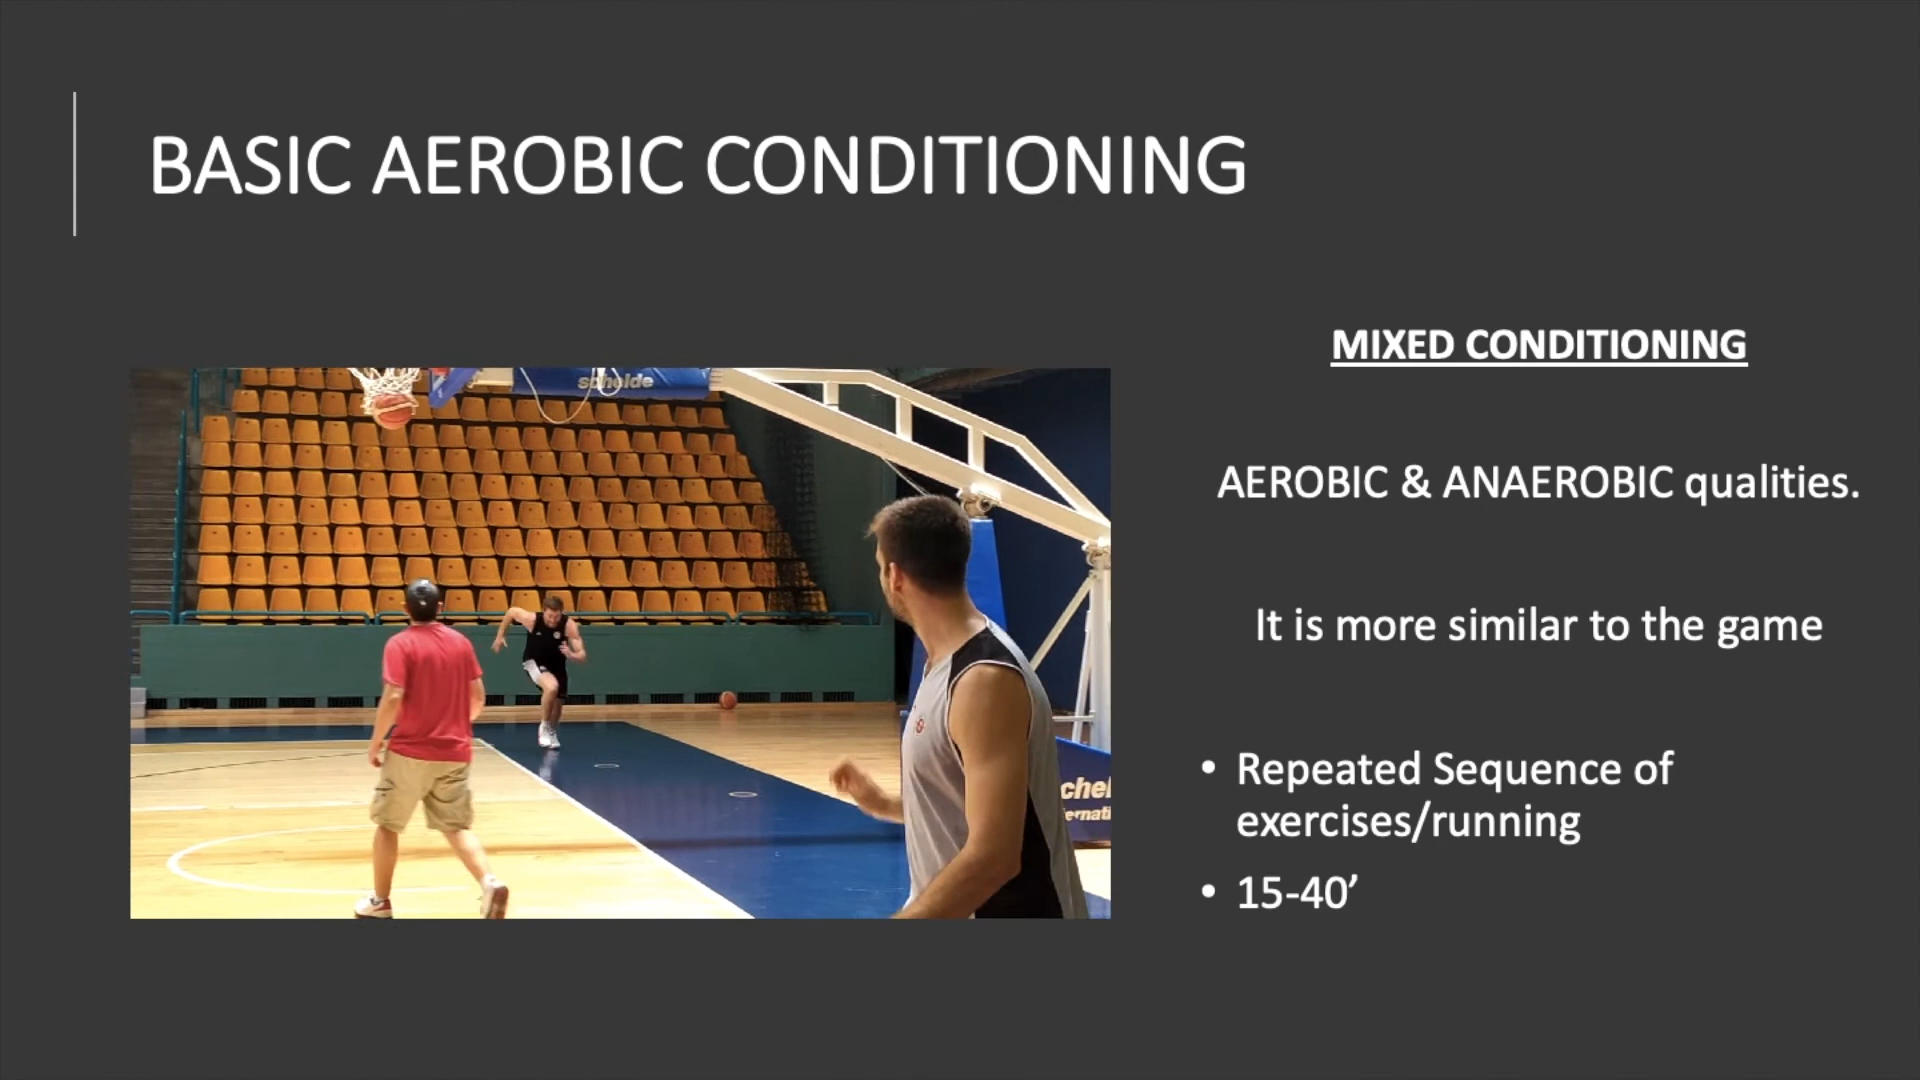 BASIC AEROBIC CONDITIONING
schelde
MIXED CONDITIONING
AEROBIC & ANAEROBIC qualities.
It is more similar to the game
• Repeated Sequence of
exercises/running
• 15-40’